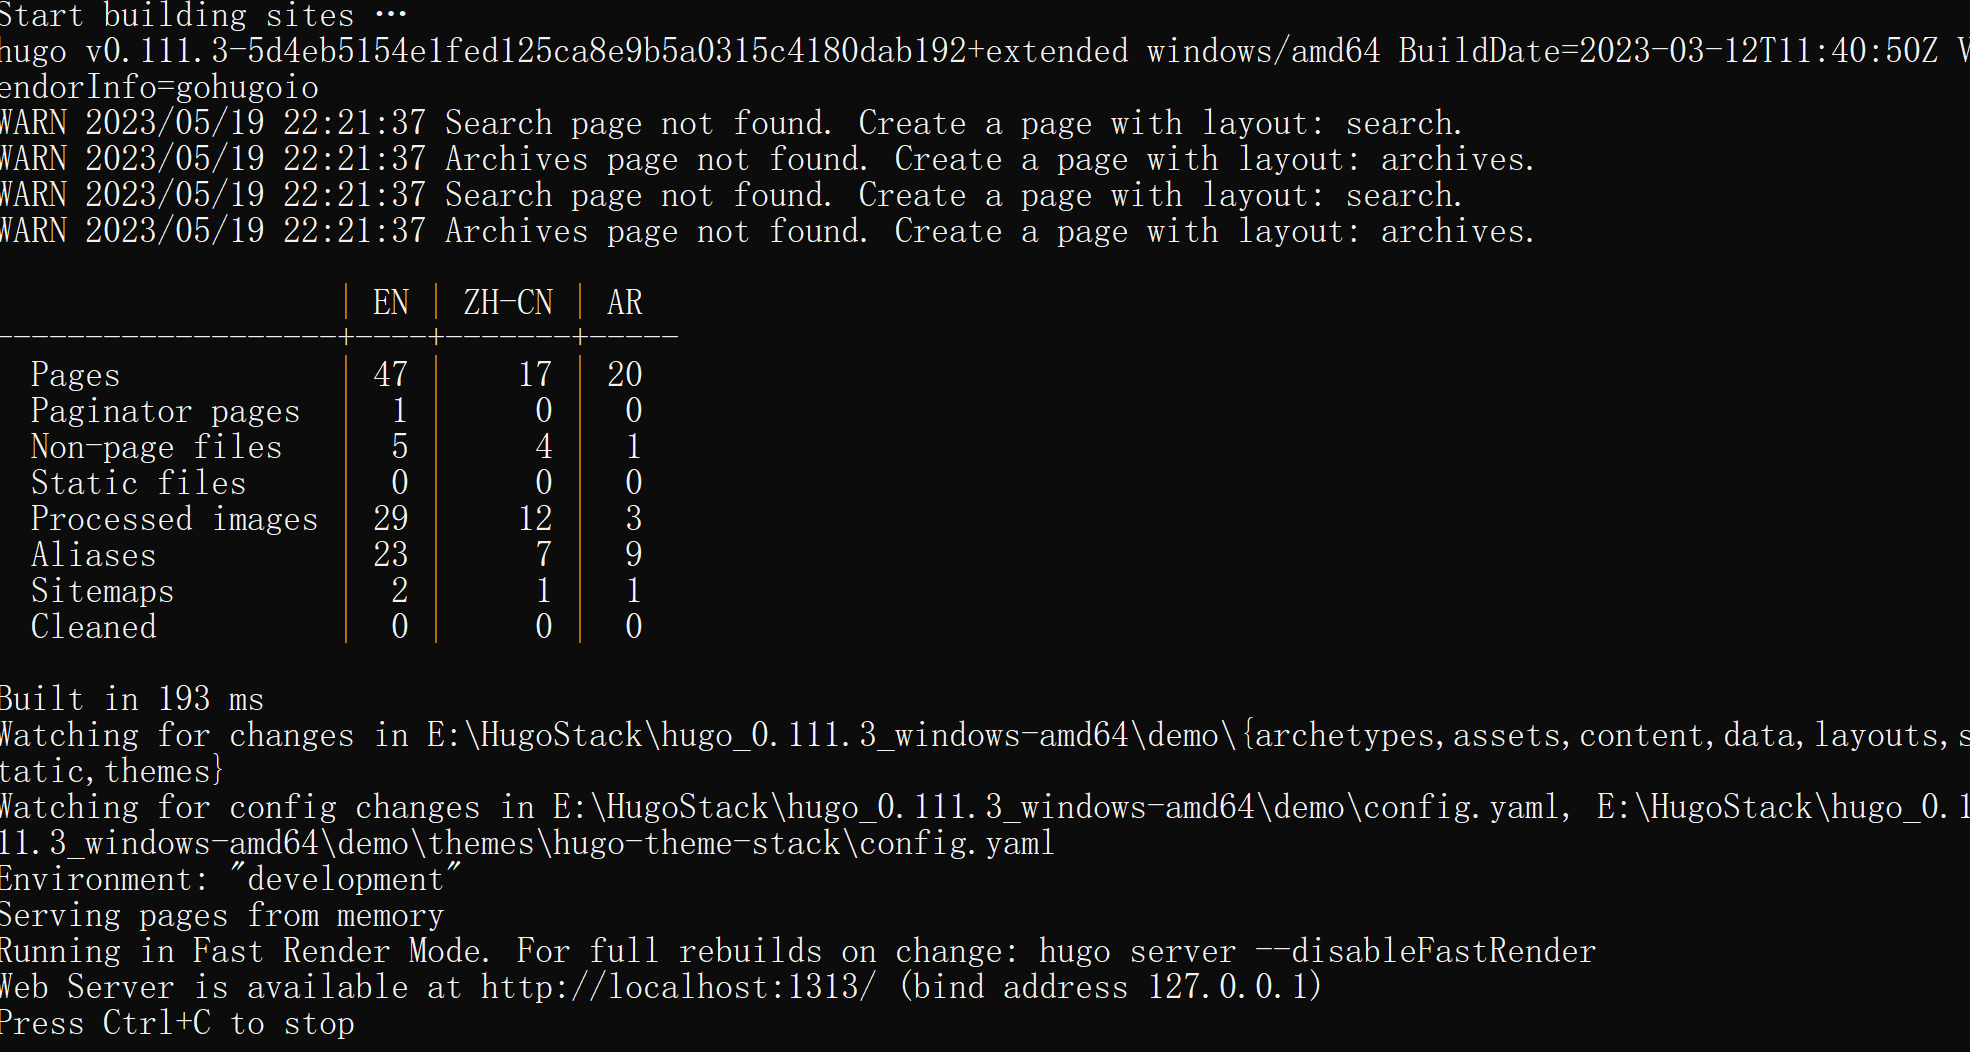 Start building sites …
hugo v0.111.3-5d4eb5154e1fed125ca8e9b5a0315c4180dab192+extended windows/amd64 BuildDate=2023-03-12T11:40:50Z V
endorInfo=gohugoio
WARN 2023/05/19 22:21:37 Search page not found. Create a page with layout: search.
WARN 2023/05/19 22:21:37 Archives page not found. Create a page with layout: archives.
WARN 2023/05/19 22:21:37 Search page not found. Create a page with layout: search.
WARN 2023/05/19 22:21:37 Archives page not found. Create a page with layout: archives.
                   | EN | ZH-CN | AR
-------------------+----+-------+-----
  Pages            | 47 |    17 | 20
  Paginator pages  |  1 |     0 |  0
  Non-page files   |  5 |     4 |  1
  Static files     |  0 |     0 |  0
  Processed images | 29 |    12 |  3
  Aliases          | 23 |     7 |  9
  Sitemaps         |  2 |     1 |  1
  Cleaned          |  0 |     0 |  0
Built in 193 ms
Watching for changes in E:\HugoStack\hugo_0.111.3_windows-amd64\demo\{archetypes,assets,content,data,layouts,s
tatic,themes}
Watching for config changes in E:\HugoStack\hugo_0.111.3_windows-amd64\demo\config.yaml, E:\HugoStack\hugo_0.1
11.3_windows-amd64\demo\themes\hugo-theme-stack\config.yaml
Environment: "development"
Serving pages from memory
Running in Fast Render Mode. For full rebuilds on change: hugo server --disableFastRender
Web Server is available at http://localhost:1313/ (bind address 127.0.0.1)
Press Ctrl+C to stop